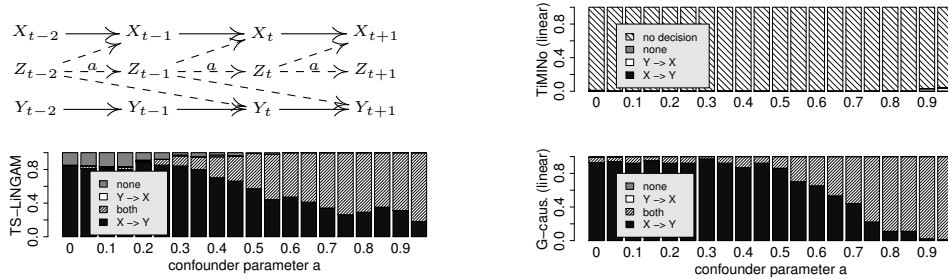 X_{t−2} X_{t−1} X_t X_{t+1}
Z_{t−2} a Z_{t−1} a Z_t a Z_{t+1}
Y_{t−2} Y_{t−1} Y_t Y_{t+1}
TiMINo (linear)
0.0 0.4 0.8
no decision
none
Y −> X
X −> Y
0 0.1 0.2 0.3 0.4 0.5 0.6 0.7 0.8 0.9
TS−LiNGAM
0.0 0.4 0.8
none
Y −> X
both
X −> Y
0 0.1 0.2 0.3 0.4 0.5 0.6 0.7 0.8 0.9
confounder parameter a
G−caus. (linear)
0.0 0.4 0.8
none
Y −> X
both
X −> Y
0 0.1 0.2 0.3 0.4 0.5 0.6 0.7 0.8 0.9
confounder parameter a